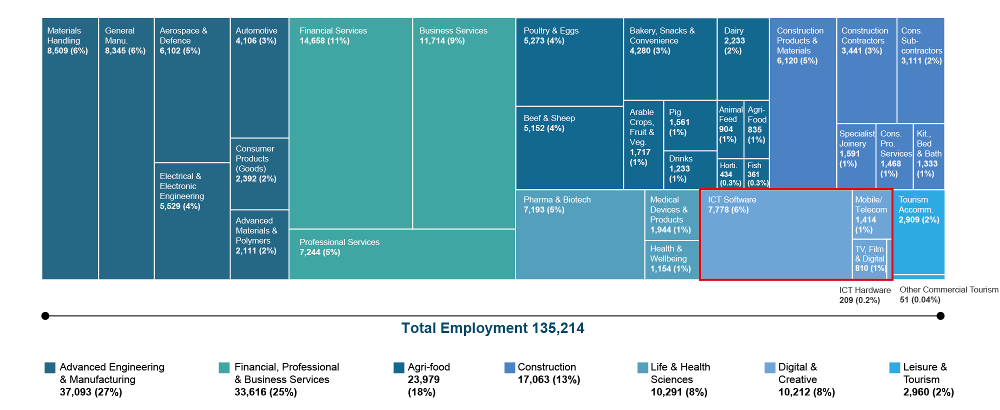 Materials
Handling
8,509 (6%)
General
Manu.
8,345 (6%)
Aerospace &
Defence
6,102 (5%)
Electrical &
Electronic
Engineering
5,529 (4%)
Automotive
4,106 (3%)
Consumer
Products
(Goods)
2,392 (2%)
Advanced
Materials &
Polymers
2,111 (2%)
Financial Services
14,658 (11%)
Business Services
11,714 (9%)
Professional Services
7,244 (5%)
Poultry & Eggs
5,273 (4%)
Beef & Sheep
5,152 (4%)
Bakery, Snacks &
Convenience
4,280 (3%)
Dairy
2,233
(2%)
Arable
Crops,
Fruit &
Veg.
1,717
(1%)
Pig
1,561
(1%)
Drinks
1,233
(1%)
Animal
Feed
904
(1%)
Agri-
Food
835
(1%)
Horti.
434
(0.3%)
Fish
361
(0.3%)
Construction
Products &
Materials
6,120 (5%)
Construction
Contractors
3,441 (3%)
Cons.
Sub-
contractors
3,111 (2%)
Specialist
Joinery
1,591
(1%)
Cons.
Pro.
Services
1,468
(1%)
Kit.,
Bed
& Bath
1,333
(1%)
Pharma & Biotech
7,193 (5%)
Medical
Devices &
Products
1,944 (1%)
Health &
Wellbeing
1,154 (1%)
ICT Software
7,778 (6%)
Mobile/
Telecom
1,414
(1%)
TV, Film
& Digital
810 (1%)
Tourism
Accomm.
2,909 (2%)
ICT Hardware
209 (0.2%)
Other Commercial Tourism
51 (0.04%)
Total Employment 135,214
Advanced Engineering
& Manufacturing
37,093 (27%)
Financial, Professional
& Business Services
33,616 (25%)
Agri-food
23,979
(18%)
Construction
17,063 (13%)
Life & Health
Sciences
10,291 (8%)
Digital &
Creative
10,212 (8%)
Leisure &
Tourism
2,960 (2%)